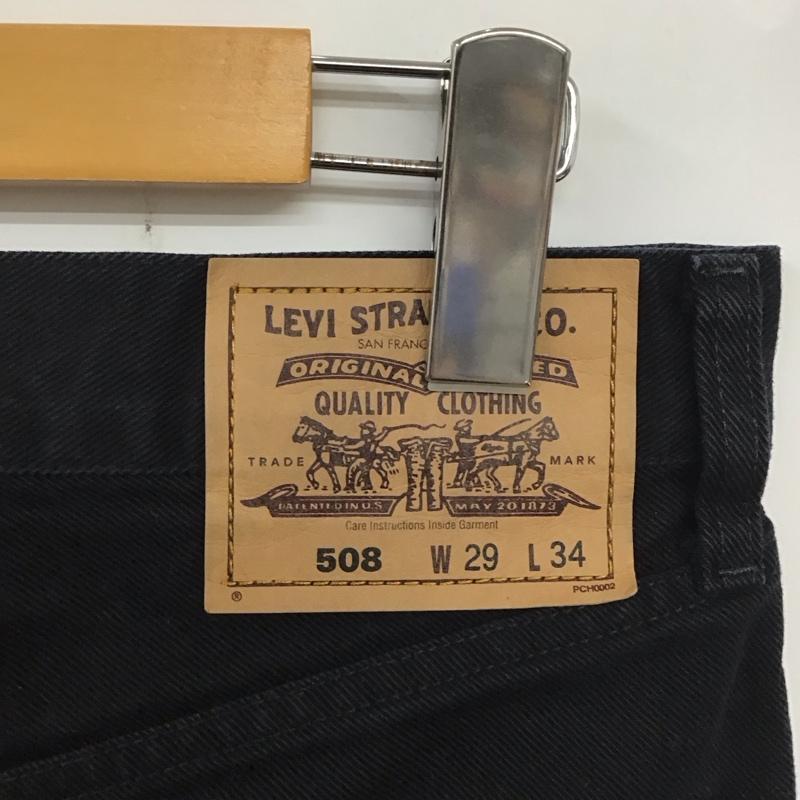 LEVI STRA CO.
SAN FRANC
ORIGINAL ED
QUALITY CLOTHING
TRADE MARK
PATENTED IN U.S. MAY 20 1873
Care Instructions Inside Garment
508 W 29 L 34
® PCH0002